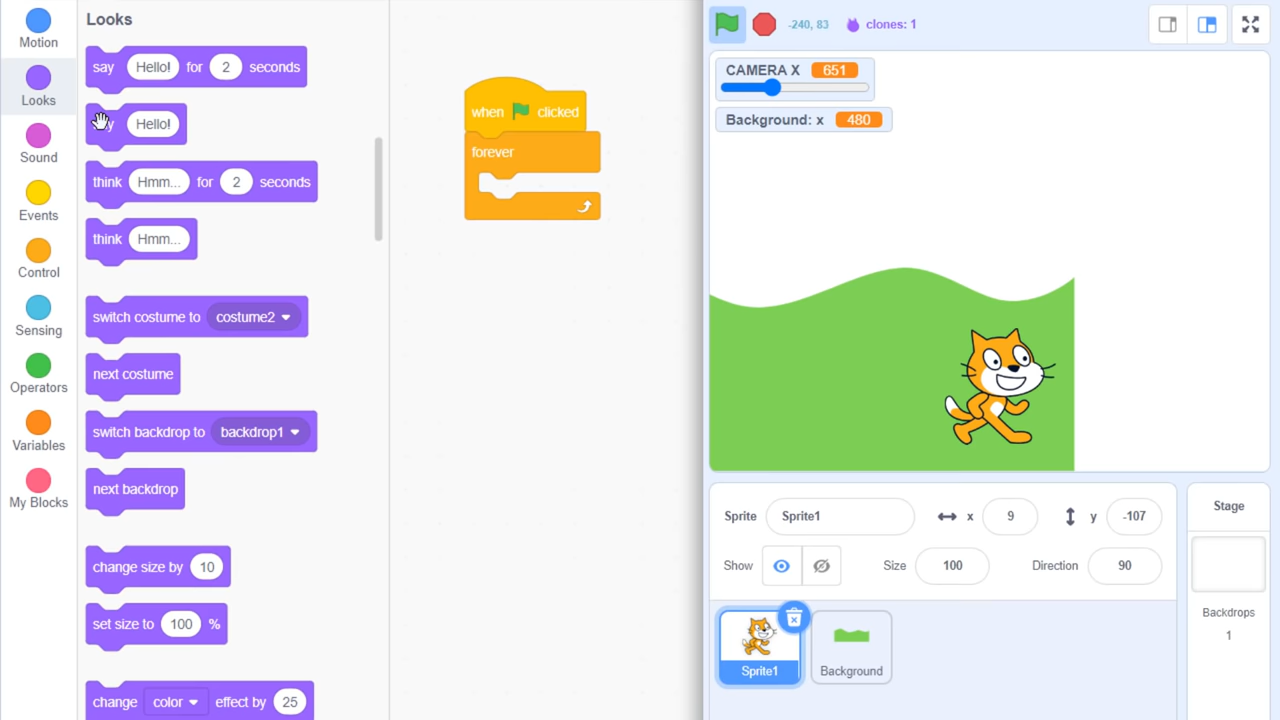 Motion
Looks
Sound
Events
Control
Sensing
Operators
Variables
My Blocks
Looks
say Hello! for 2 seconds
Hello!
think Hmm... for 2 seconds
think Hmm...
switch costume to costume2
next costume
switch backdrop to backdrop1
next backdrop
change size by 10
set size to 100 %
change color effect by 25
when clicked
forever
-240, 83 clones: 1
CAMERA X 651
Background: x 480
Sprite Sprite1 x 9 y -107
Show Size 100 Direction 90
Sprite1
Background
Stage
Backdrops
1